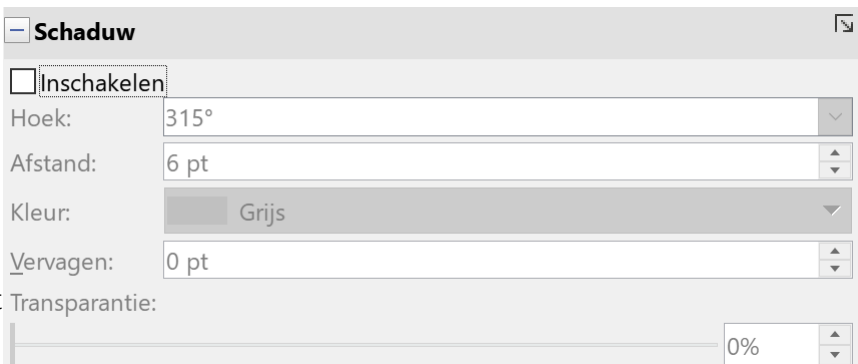 Schaduw
Inschakelen
Hoek: 315°
Afstand: 6 pt
Kleur: Grijs
Vervagen: 0 pt
Transparantie:
0%